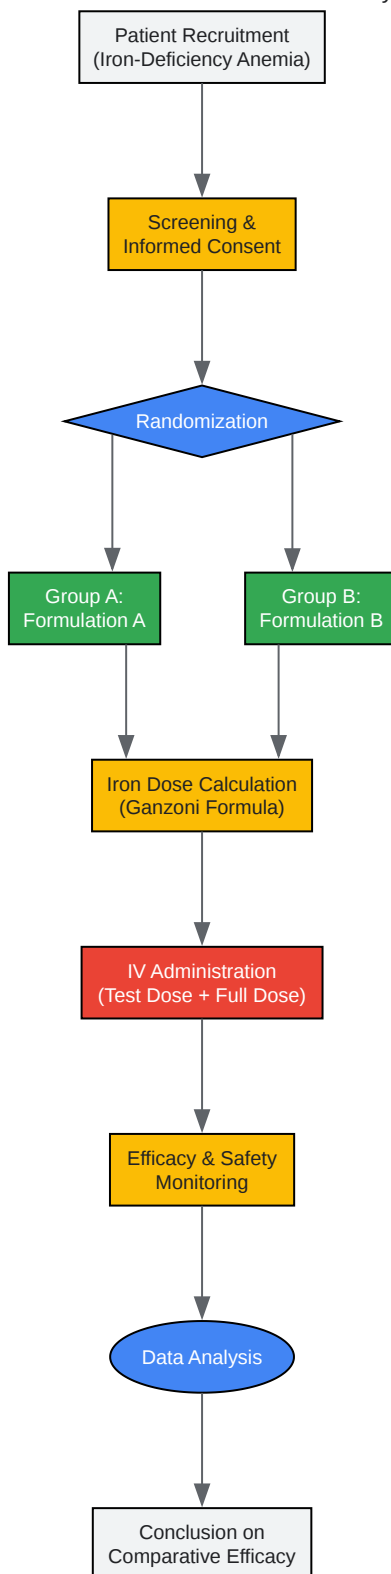 Patient Recruitment
(Iron-Deficiency Anemia)
Screening &
Informed Consent
Randomization
Group A:
Formulation A
Group B:
Formulation B
Iron Dose Calculation
(Ganzoni Formula)
IV Administration
(Test Dose + Full Dose)
Efficacy & Safety
Monitoring
Data Analysis
Conclusion on
Comparative Efficacy